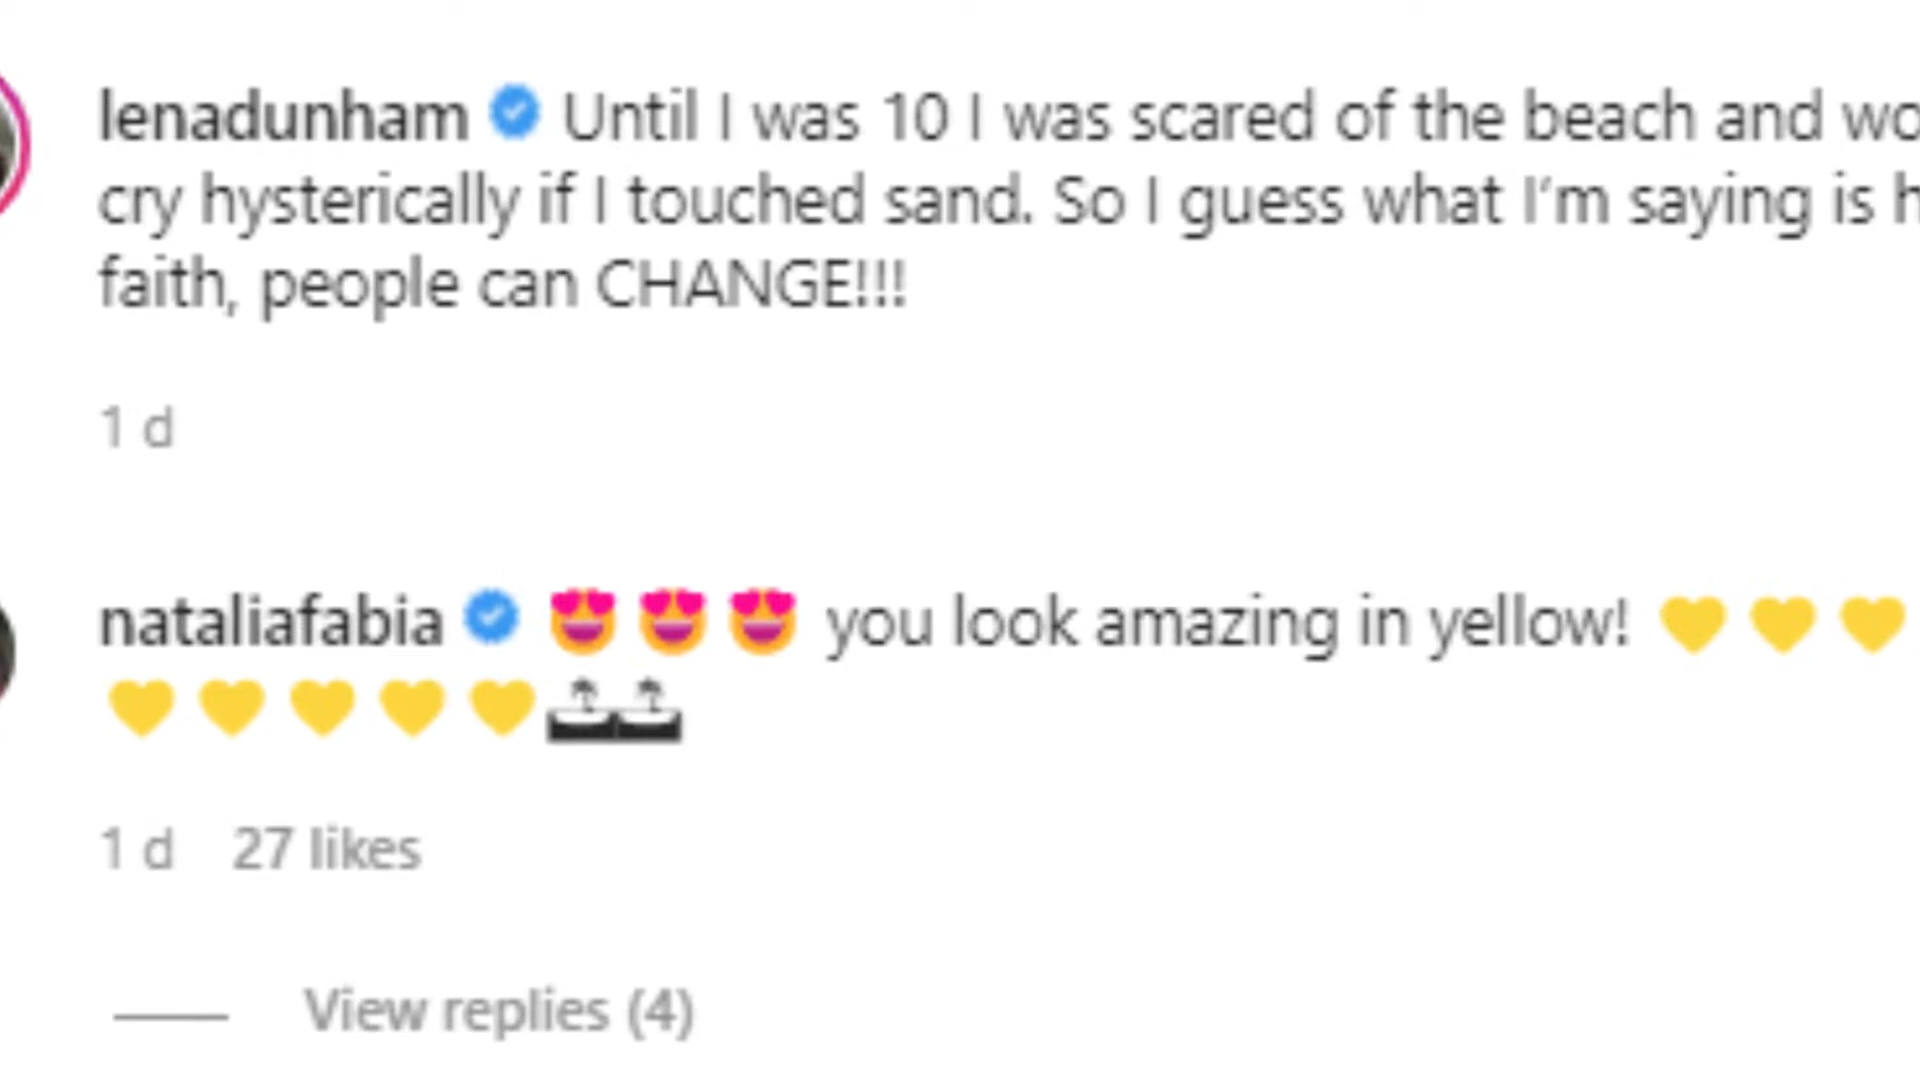 lenadunham Until I was 10 I was scared of the beach and
cry hysterically if I touched sand. So I guess what I'm saying is
faith, people can CHANGE!!!
1 d
nataliafabia 😍 😍 😍 you look amazing in yellow! 💛 💛 💛
💛 💛 💛 💛 💛
1 d 27 likes
View replies (4)